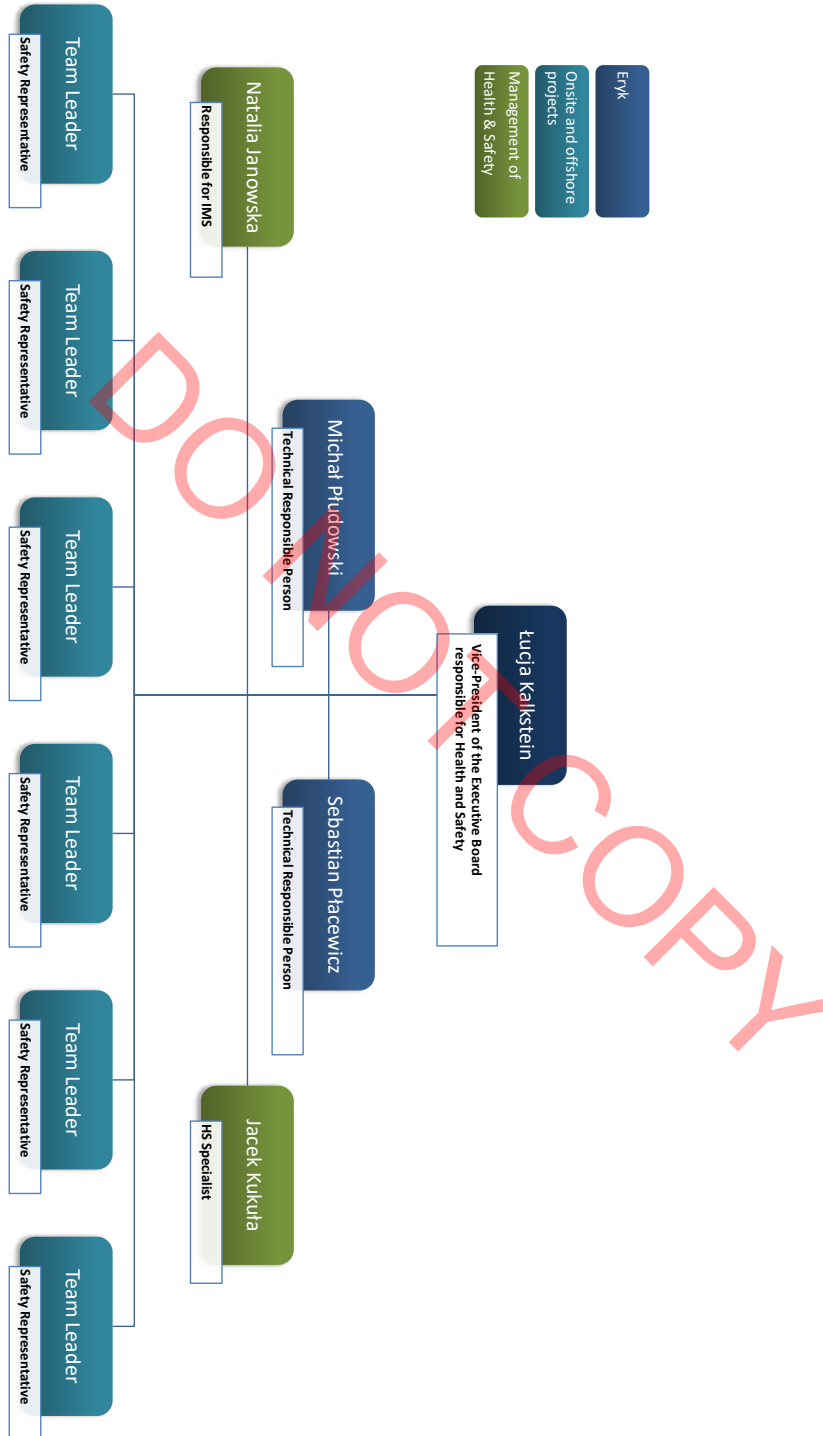 Eryk
Onsite and offshore
projects
Management of
Health & Safety
Łucja Kalkstein
Vice-President of the Executive Board
responsible for Health and Safety
Michał Płudowski
Technical Responsible Person
Sebastian Płacewicz
Technical Responsible Person
Natalia Janowska
Responsible for IMS
Jacek Kukuła
HS Specialist
Team Leader
Safety Representative
Team Leader
Safety Representative
Team Leader
Safety Representative
Team Leader
Safety Representative
Team Leader
Safety Representative
Team Leader
Safety Representative
DO NOT COPY